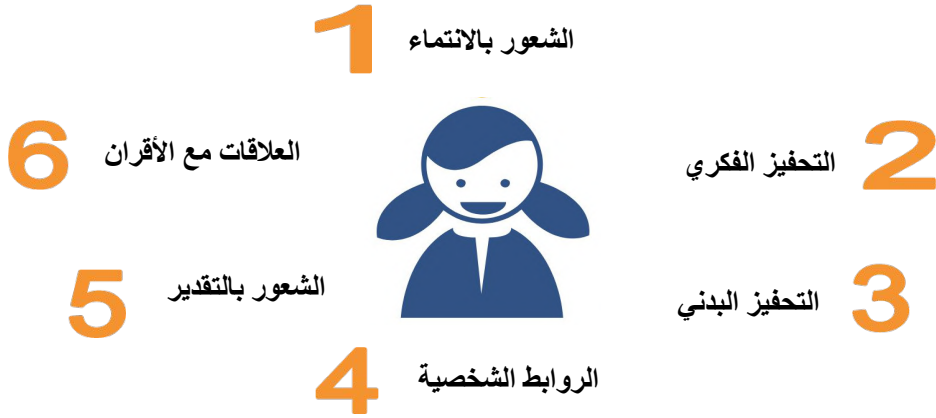 1 الشعور بالانتماء
2 التحفيز الفكري
3 التحفيز البدني
4 الروابط الشخصية
5 الشعور بالتقدير
6 العلاقات مع الأقران